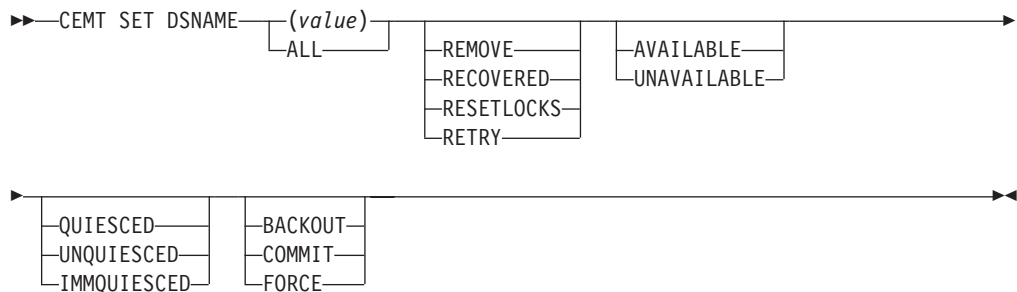 CEMT SET DSNAME (value)
ALL
REMOVE
RECOVERED
RESETLOCKS
RETRY
AVAILABLE
UNAVAILABLE
QUIESCED
UNQUIESCED
IMMQUIESCED
BACKOUT
COMMIT
FORCE